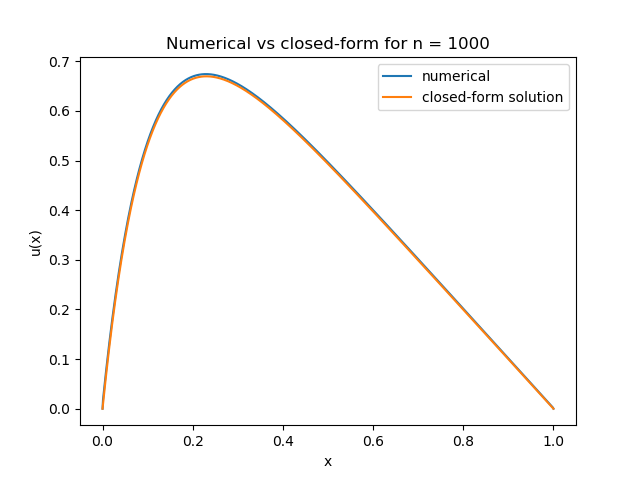 Numerical vs closed-form for n = 1000
numerical
closed-form solution
u(x)
0.7
0.6
0.5
0.4
0.3
0.2
0.1
0.0
0.0 0.2 0.4 0.6 0.8 1.0
x